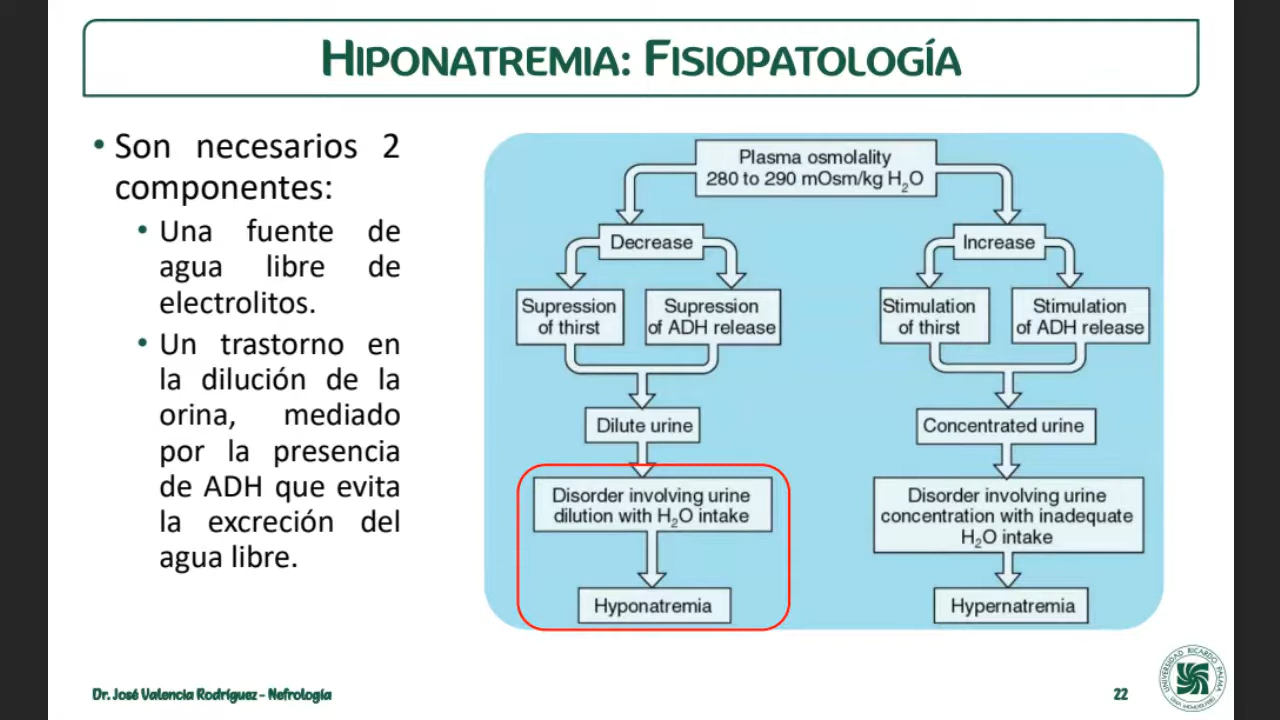 HIPONATREMIA: FISIOPATOLOGÍA
• Son necesarios 2
componentes:
• Una fuente de
agua libre de
electrolitos.
• Un trastorno en
la dilución de la
orina, mediado
por la presencia
de ADH que evita
la excreción del
agua libre.
Plasma osmolality
280 to 290 mOsm/kg H₂O
Decrease
Increase
Supression
of thirst
Supression
of ADH release
Stimulation
of thirst
Stimulation
of ADH release
Dilute urine
Concentrated urine
Disorder involving urine
dilution with H₂O intake
Disorder involving urine
concentration with inadequate
H₂O intake
Hyponatremia
Hypernatremia
Dr. José Valencia Rodríguez - Nefrología
22
UNIVERSIDAD RICARDO PALMA